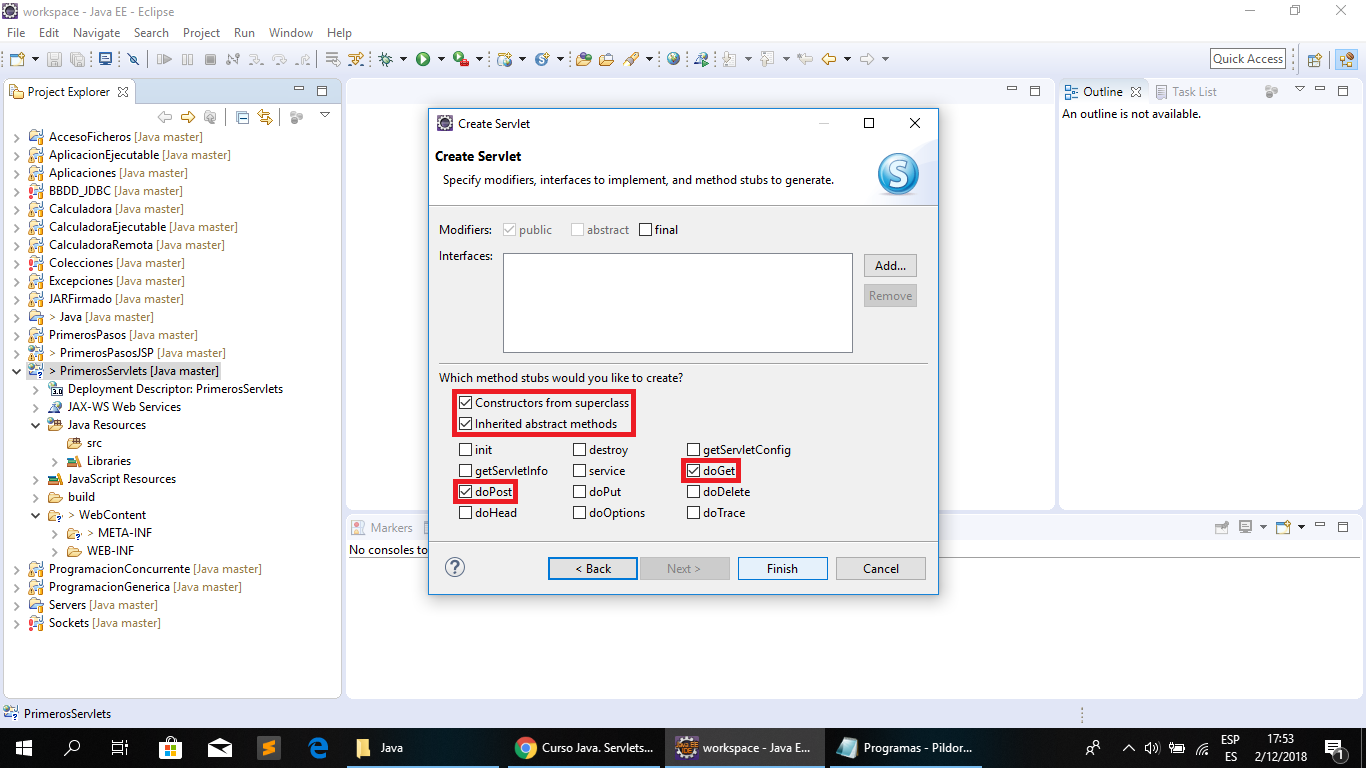 workspace - Java EE - Eclipse
File Edit Navigate Search Project Run Window Help
Quick Access
Project Explorer
AccesoFicheros [Java master]
AplicacionEjecutable [Java master]
Aplicaciones [Java master]
BBDD_JDBC [Java master]
Calculadora [Java master]
CalculadoraEjecutable [Java master]
CalculadoraRemota [Java master]
Colecciones [Java master]
Excepciones [Java master]
JARFirmado [Java master]
> Java [Java master]
PrimerosPasos [Java master]
> PrimerosPasosJSP [Java master]
> PrimerosServlets [Java master]
3.0 Deployment Descriptor: PrimerosServlets
JAX-WS Web Services
Java Resources
src
Libraries
JavaScript Resources
build
> WebContent
> META-INF
WEB-INF
ProgramacionConcurrente [Java master]
ProgramacionGenerica [Java master]
Servers [Java master]
Sockets [Java master]
Create Servlet
Create Servlet
Specify modifiers, interfaces to implement, and method stubs to generate.
S
Modifiers: public abstract final
Interfaces:
Add...
Remove
Which method stubs would you like to create?
Constructors from superclass
Inherited abstract methods
init destroy getServletConfig
getServletInfo service doGet
doPost doPut doDelete
doHead doOptions doTrace
? < Back Next > Finish Cancel
Outline Task List
An outline is not available.
Markers
No consoles to
PrimerosServlets
Java
Curso Java. Servlets...
workspace - Java E...
Programas - Pildor...
ESP
ES
17:53
2/12/2018
1